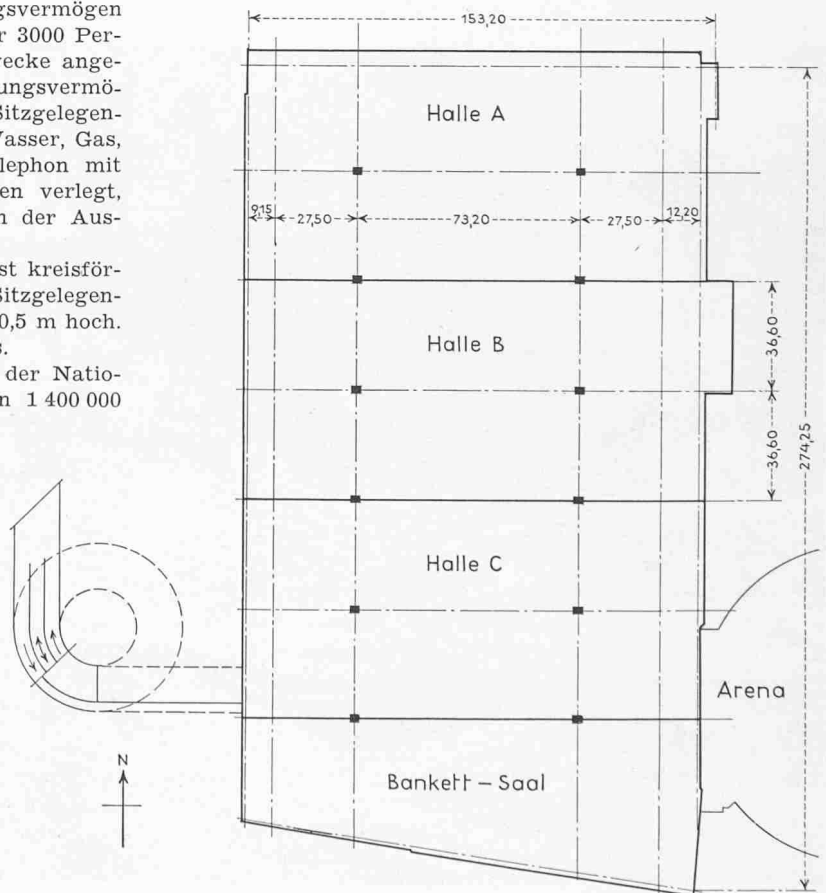 gsvermögen
r 3000 Per-
ecke ange-
ungsvermö-
Sitzgelegen-
Vasser, Gas,
lephon mit
en verlegt,
n der Aus-
st kreisför-
Sitzgelegen-
0,5 m hoch.
s.
der Natio-
n 1 400 000
153,20
Halle A
9,15
27,50
73,20
27,50
12,20
Halle B
36,60
36,60
274,25
Halle C
Arena
Bankett – Saal
N